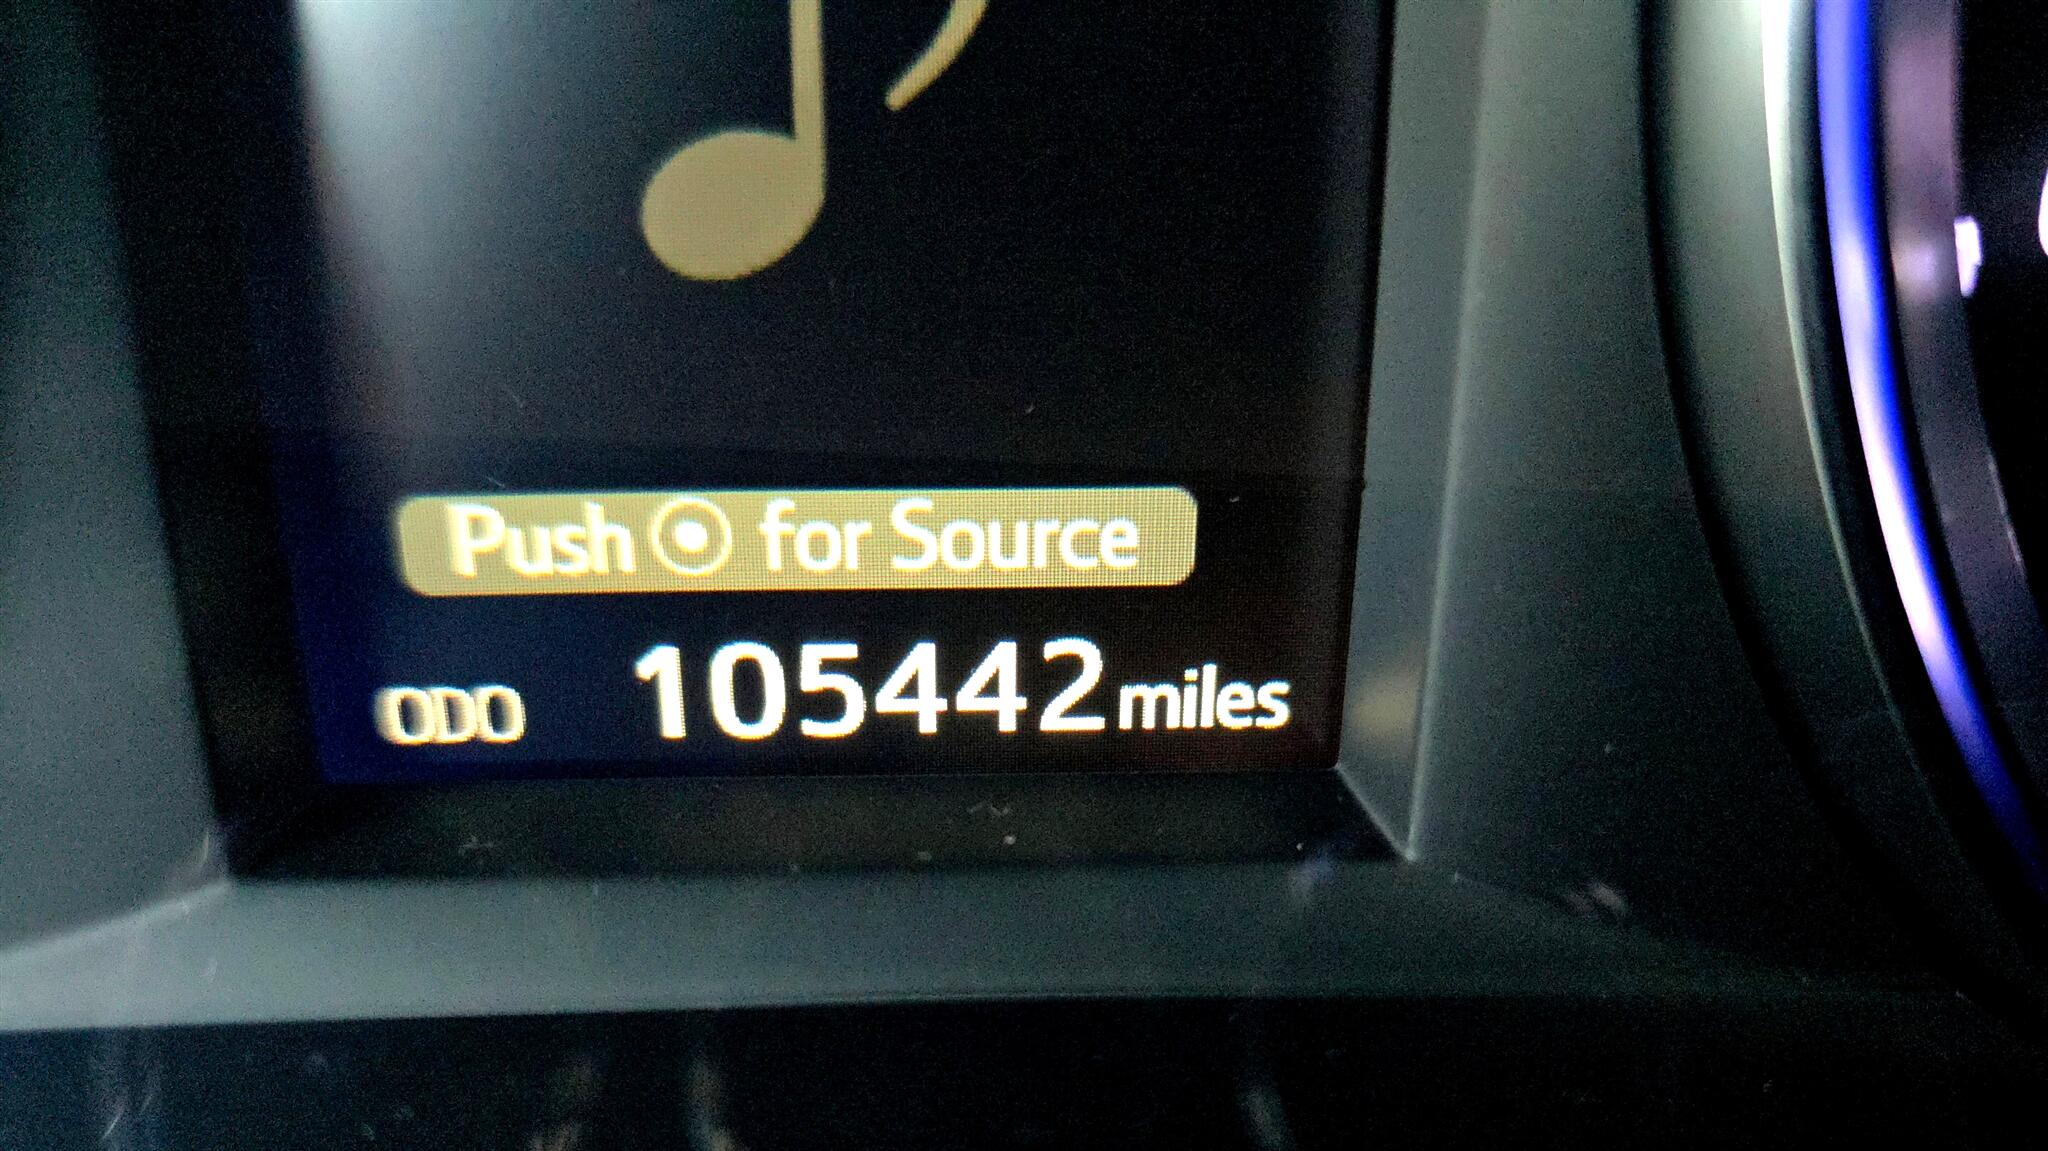 Push ⦿ for Source
ODO 105442 miles